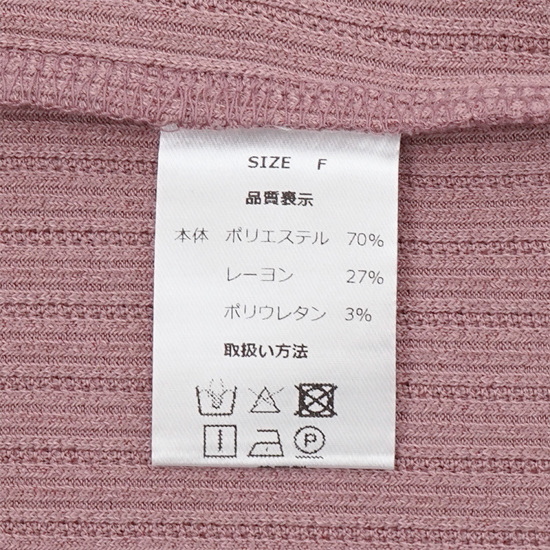 SIZE F
品質表示
本体 ポリエステル 70%
レーヨン 27%
ポリウレタン 3%
取扱い方法
P